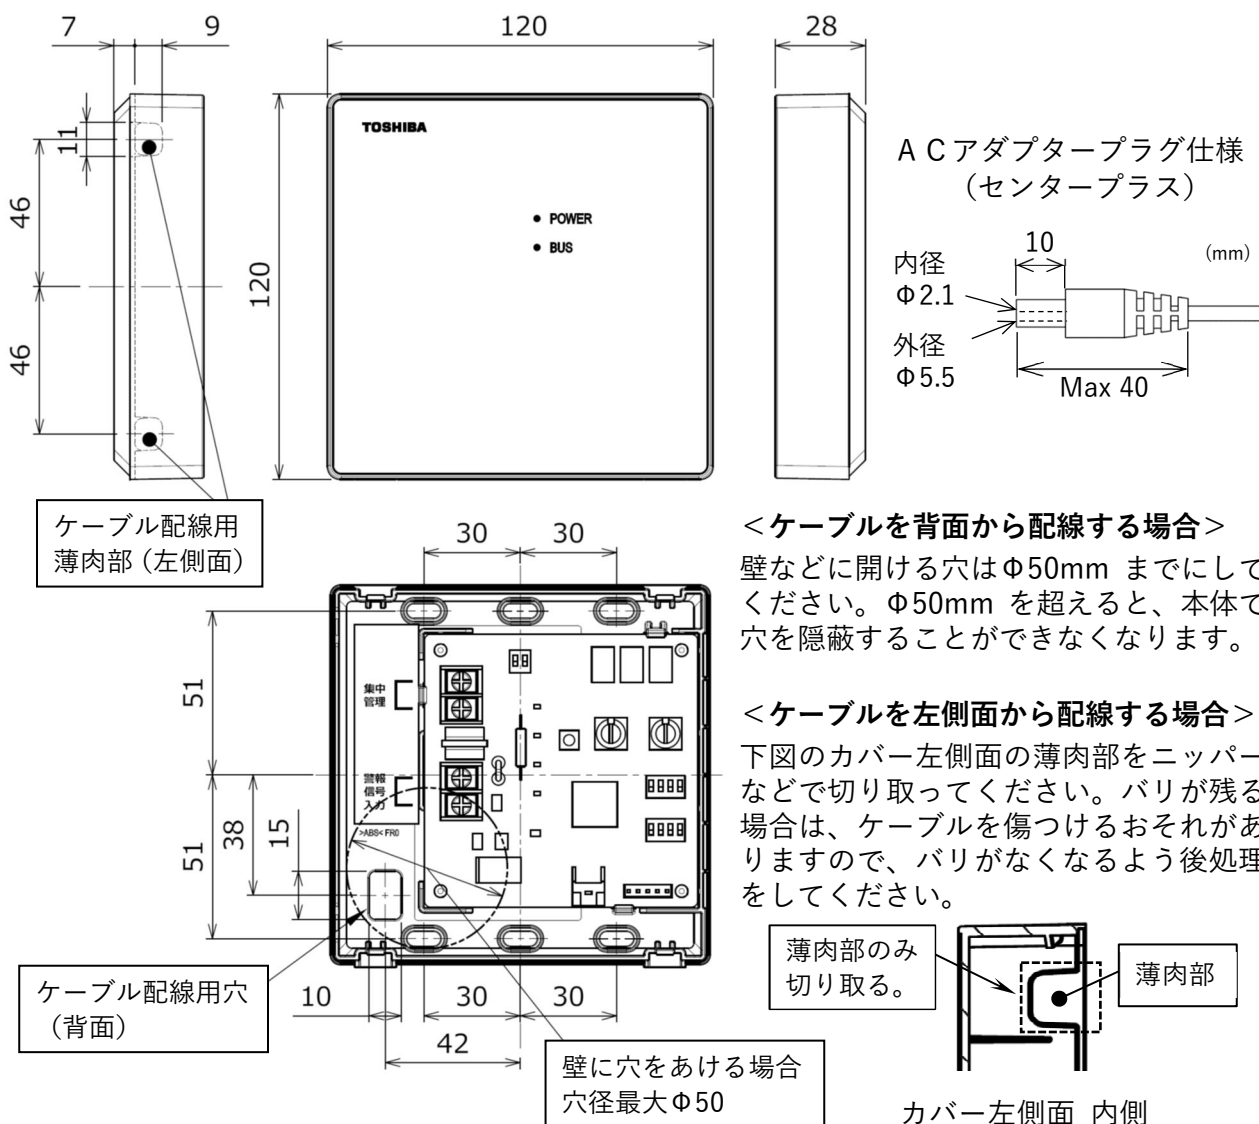 7
9
120
28
11
46
46
120
TOSHIBA
POWER
BUS
ACアダプタープラグ仕様
（センタープラス）
10
(mm)
内径
Φ2.1
外径
Φ5.5
Max 40
ケーブル配線用
薄肉部（左側面）
30
30
51
38
15
51
集中
管理
警報
信号
入力
>ABS< FR0
ケーブル配線用穴
（背面）
10
30
30
42
壁に穴をあける場合
穴径最大Φ50
＜ケーブルを背面から配線する場合＞
壁などに開ける穴はΦ50mm までにして
ください。Φ50mm を超えると、本体で
穴を隠蔽することができなくなります。
＜ケーブルを左側面から配線する場合＞
下図のカバー左側面の薄肉部をニッパー
などで切り取ってください。バリが残る
場合は、ケーブルを傷つけるおそれがあ
りますので、バリがなくなるよう後処理
をしてください。
薄肉部のみ
切り取る。
薄肉部
カバー左側面 内側